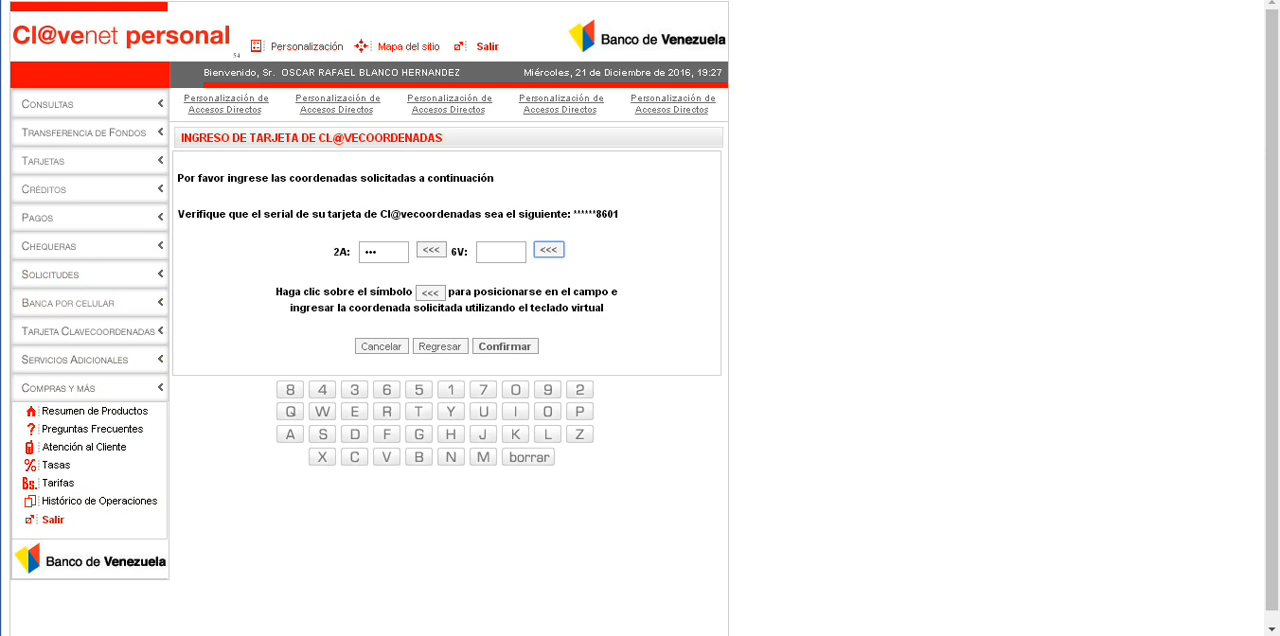 Cl@venet personal
54
Personalización
Mapa del sitio
Salir
Banco de Venezuela
Bienvenido, Sr. OSCAR RAFAEL BLANCO HERNANDEZ
Miércoles, 21 de Diciembre de 2016, 19:27
Personalización de Accesos Directos
Personalización de Accesos Directos
Personalización de Accesos Directos
Personalización de Accesos Directos
Personalización de Accesos Directos
CONSULTAS
TRANSFERENCIA DE FONDOS
TARJETAS
CRÉDITOS
PAGOS
CHEQUERAS
SOLICITUDES
BANCA POR CELULAR
TARJETA CLAVECOORDENADAS
SERVICIOS ADICIONALES
COMPRAS Y MÁS
Resumen de Productos
? Preguntas Frecuentes
Atención al Cliente
% Tasas
Bs. Tarifas
Histórico de Operaciones
Salir
Banco de Venezuela
INGRESO DE TARJETA DE CL@VECOORDENADAS
Por favor ingrese las coordenadas solicitadas a continuación
Verifique que el serial de su tarjeta de Cl@vecoordenadas sea el siguiente: ******8601
2A: ••• <<< 6V: <<<
Haga clic sobre el símbolo <<< para posicionarse en el campo e
ingresar la coordenada solicitada utilizando el teclado virtual
Cancelar Regresar Confirmar
8 4 3 6 5 1 7 0 9 2
Q W E R T Y U I O P
A S D F G H J K L Z
X C V B N M borrar